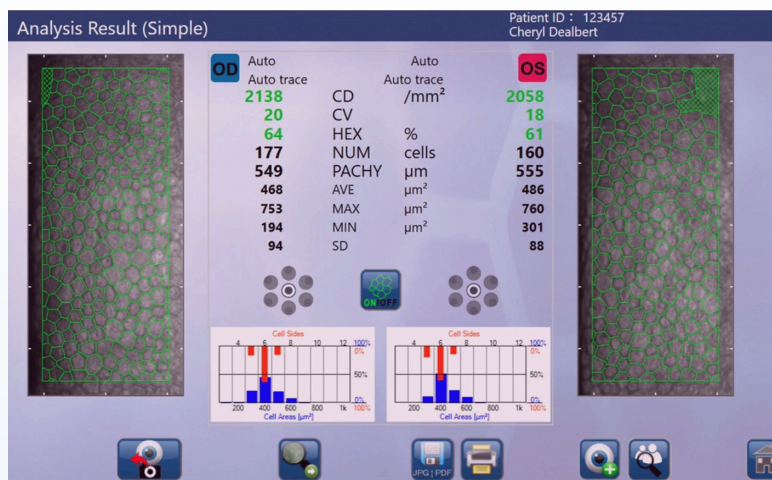 Analysis Result (Simple)
Patient ID : 123457
Cheryl Dealbert
OD Auto Auto OS
Auto trace Auto trace
2138 CD /mm² 2058
20 CV 18
64 HEX % 61
177 NUM cells 160
549 PACHY µm 555
468 AVE µm² 486
753 MAX µm² 760
194 MIN µm² 301
94 SD 88
ON OFF
Cell Sides
4 6 8 10 12 100%
0%
50%
0%
200 400 600 800 1k 100%
Cell Areas [µm²]
Cell Sides
4 6 8 10 12 100%
0%
50%
0%
200 400 600 800 1k 100%
Cell Areas [µm²]
JPG | PDF